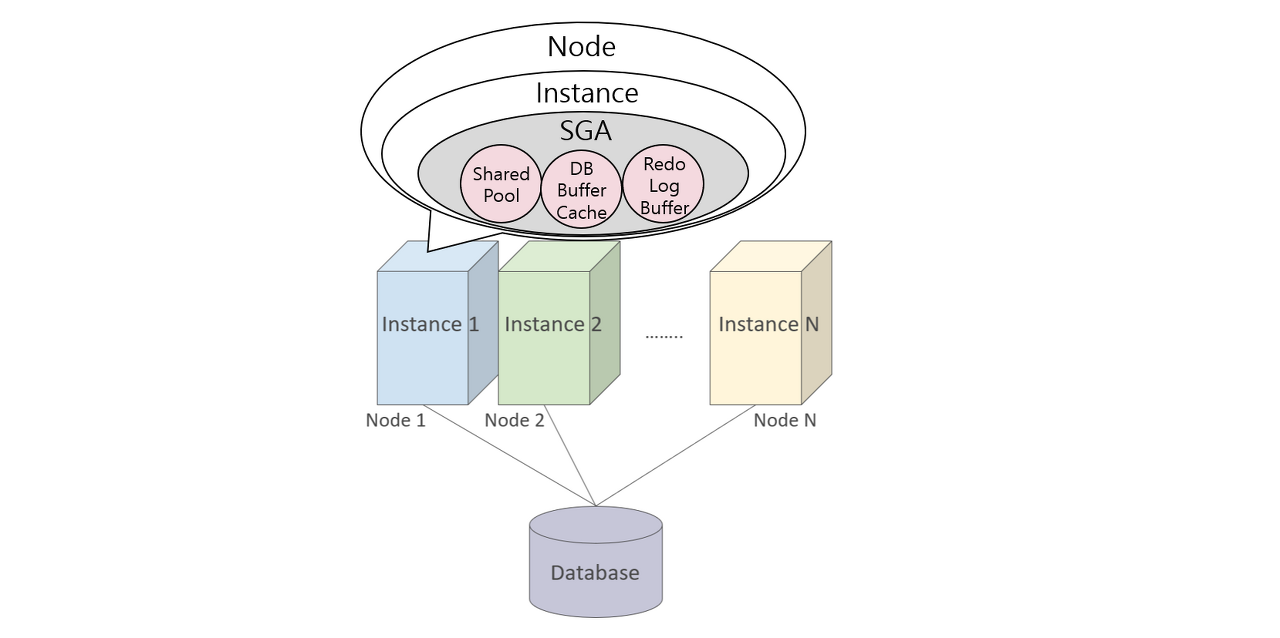 Node
Instance
SGA
Shared
Pool
DB
Buffer
Cache
Redo
Log
Buffer
Instance 1
Instance 2
........
Instance N
Node 1
Node 2
Node N
Database